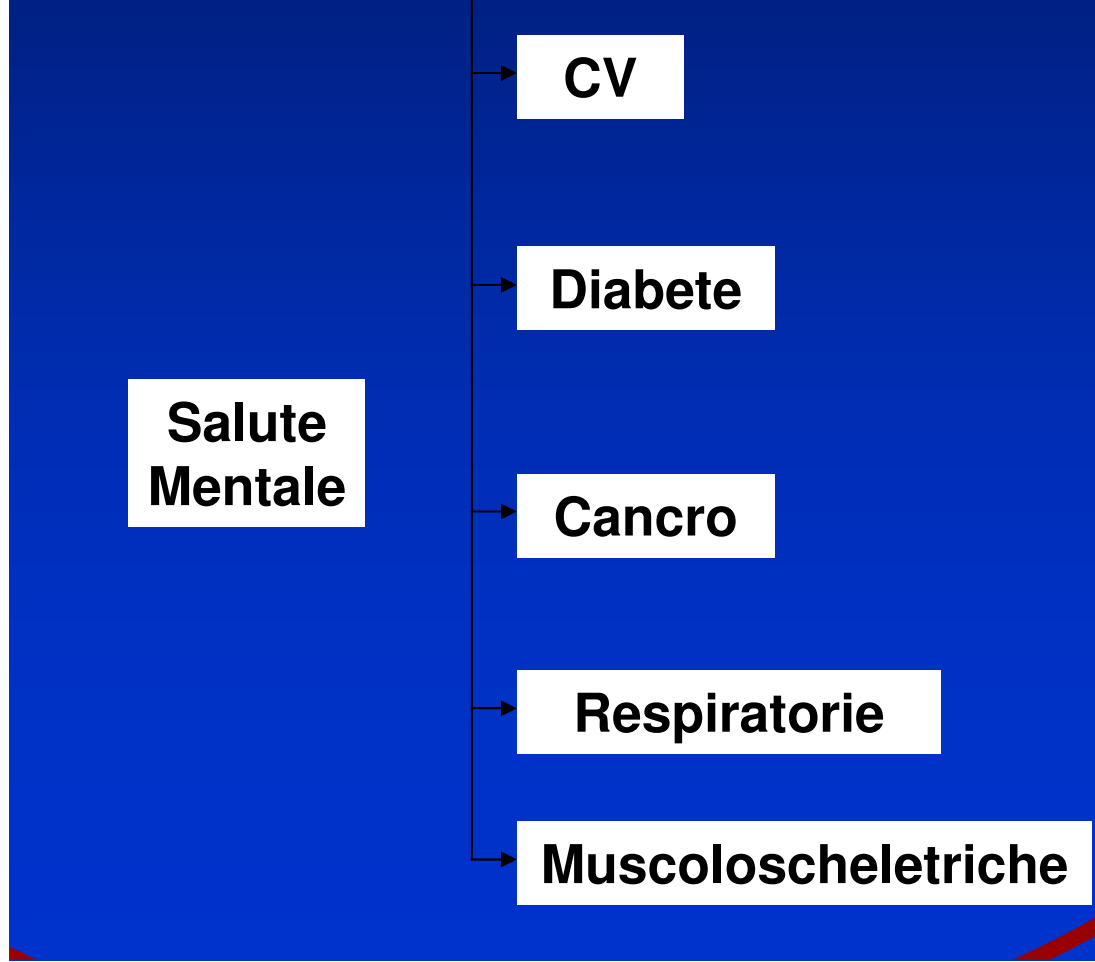 CV
Diabete
Salute
Mentale
Cancro
Respiratorie
Muscoloscheletriche